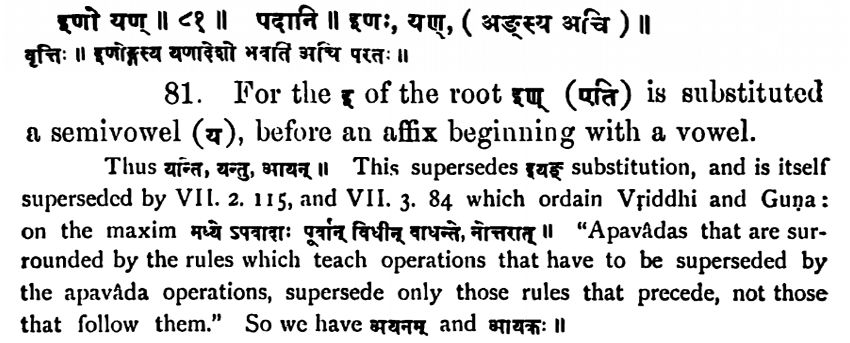 इणो यण् ॥ ८१ ॥ पदानि ॥ इणः, यण्, ( अङ्गस्य अचि ) ॥
वृत्तिः ॥ इणोङ्गस्य यणादेशो भवति अचि परतः ॥
81. For the इ of the root इण् (एति) is substituted
a semivowel (य), before an affix beginning with a vowel.
Thus यन्ति, यन्तु, आयन् ॥ This supersedes इयङ् substitution, and is itself
superseded by VII. 2. 115, and VII. 3. 84 which ordain Vṛiddhi and Guṇa:
on the maxim मध्ये ऽपवादाः पूर्वान् विधीन् बाधन्ते, नोत्तरात् ॥ "Apavâdas that are sur-
rounded by the rules which teach operations that have to be superseded by
the apavâda operations, supersede only those rules that precede, not those
that follow them." So we have अयनम् and आयकः ॥